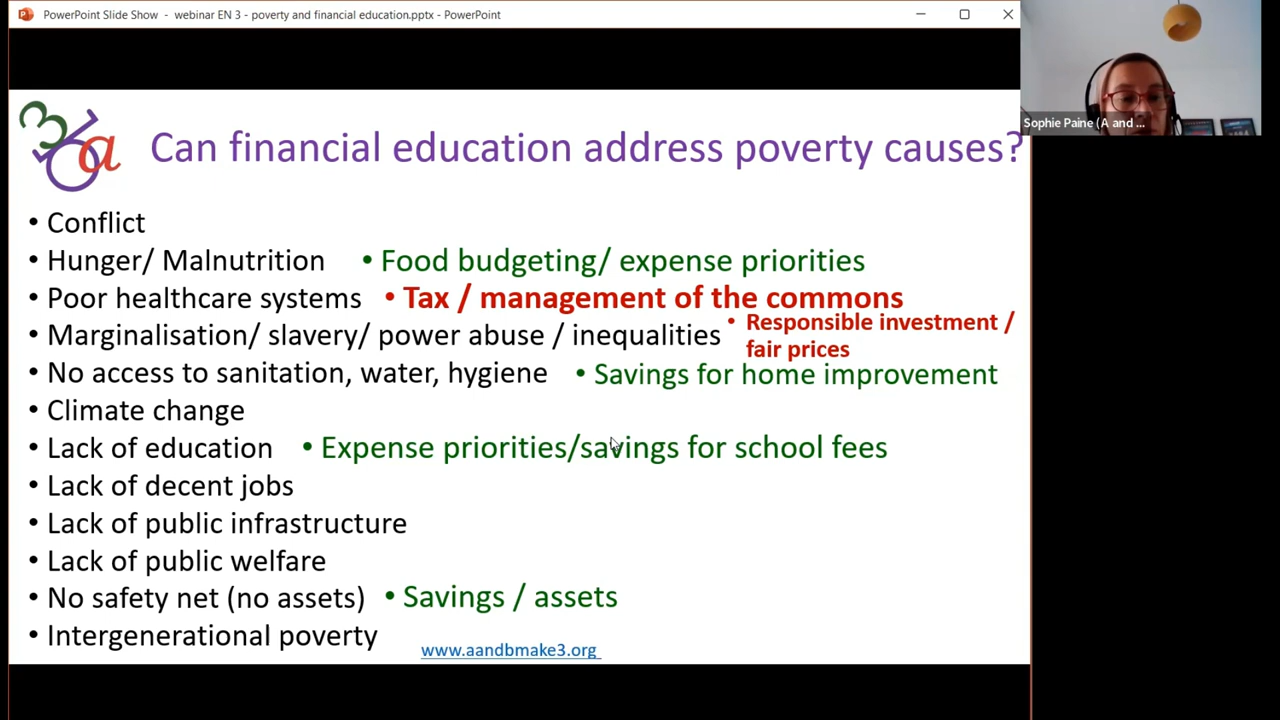 PowerPoint Slide Show - webinar EN 3 - poverty and financial education.pptx - PowerPoint
Sophie Paine (A and ...
36a
Can financial education address poverty causes?
• Conflict
• Hunger/ Malnutrition • Food budgeting/ expense priorities
• Poor healthcare systems • Tax / management of the commons
• Marginalisation/ slavery/ power abuse / inequalities • Responsible investment /
fair prices
• No access to sanitation, water, hygiene • Savings for home improvement
• Climate change
• Lack of education • Expense priorities/savings for school fees
• Lack of decent jobs
• Lack of public infrastructure
• Lack of public welfare
• No safety net (no assets) • Savings / assets
• Intergenerational poverty
www.aandbmake3.org